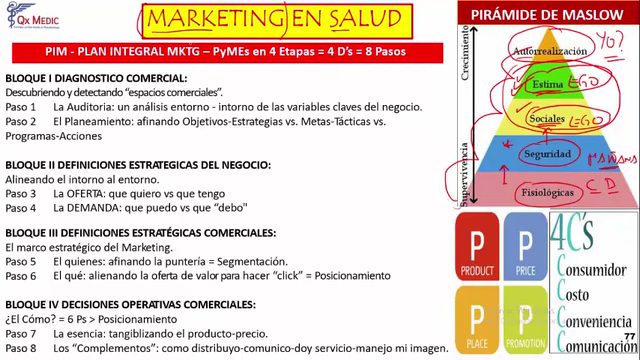 Qx MEDIC
MARKETING EN SALUD
PIM - PLAN INTEGRAL MKTG – PyMEs en 4 Etapas = 4 D’s = 8 Pasos
BLOQUE I DIAGNOSTICO COMERCIAL:
Descubriendo y detectando “espacios comerciales”.
Paso 1 La Auditoria: un análisis entorno - intorno de las variables claves del negocio.
Paso 2 El Planeamiento: afinando Objetivos-Estrategias vs. Metas-Tácticas vs.
Programas-Acciones
BLOQUE II DEFINICIONES ESTRATEGICAS DEL NEGOCIO:
Alineando el intorno al entorno.
Paso 3 La OFERTA: que quiero vs que tengo
Paso 4 La DEMANDA: que puedo vs que “debo"
BLOQUE III DEFINICIONES ESTRATÉGICAS COMERCIALES:
El marco estratégico del Marketing.
Paso 5 El quienes: afinando la puntería = Segmentación.
Paso 6 El qué: alienando la oferta de valor para hacer “click” = Posicionamiento
BLOQUE IV DECISIONES OPERATIVAS COMERCIALES:
¿El Cómo? = 6 Ps > Posicionamiento
Paso 7 La esencia: tangiblizando el producto-precio.
Paso 8 Los “Complementos”: como distribuyo-comunico-doy servicio-manejo mi imagen.
PIRÁMIDE DE MASLOW
Crecimiento
Supervivencia
Autorrealización
YO?
Estima
EGO
Sociales
EGO
Seguridad
MAÑANA
Fisiológicas
C D
P PRODUCT
P PRICE
P PLACE
P PROMOTION
4C's
Consumidor
Costo
Conveniencia
Comunicación
77